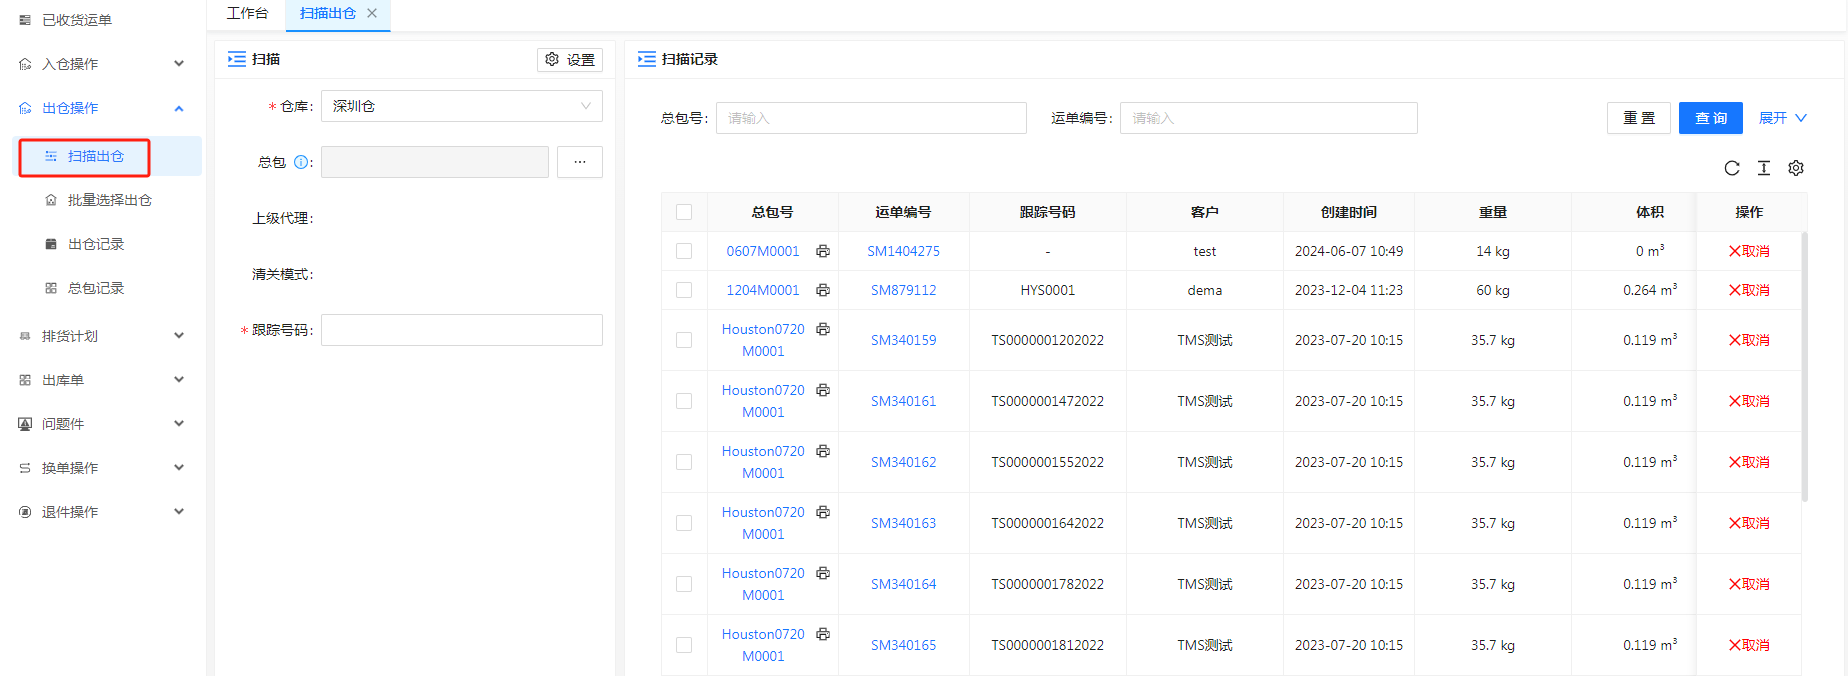 已收货运单
入仓操作
出仓操作
扫描出仓
批量选择出仓
出仓记录
总包记录
排货计划
出库单
问题件
换单操作
退件操作
工作台 扫描出仓
扫描 设置
* 仓库: 深圳仓
总包 : ...
上级代理:
清关模式:
* 跟踪号码:
扫描记录
总包号: 请输入 运单编号: 请输入 重 置 查 询 展开
总包号 运单编号 跟踪号码 客户 创建时间 重量 体积 操作
0607M0001 SM1404275 - test 2024-06-07 10:49 14 kg 0 m³ 取消
1204M0001 SM879112 HYS0001 dema 2023-12-04 11:23 60 kg 0.264 m³ 取消
Houston0720
M0001 SM340159 TS0000001202022 TMS测试 2023-07-20 10:15 35.7 kg 0.119 m³ 取消
Houston0720
M0001 SM340161 TS0000001472022 TMS测试 2023-07-20 10:15 35.7 kg 0.119 m³ 取消
Houston0720
M0001 SM340162 TS0000001552022 TMS测试 2023-07-20 10:15 35.7 kg 0.119 m³ 取消
Houston0720
M0001 SM340163 TS0000001642022 TMS测试 2023-07-20 10:15 35.7 kg 0.119 m³ 取消
Houston0720
M0001 SM340164 TS0000001782022 TMS测试 2023-07-20 10:15 35.7 kg 0.119 m³ 取消
Houston0720
M0001 SM340165 TS0000001812022 TMS测试 2023-07-20 10:15 35.7 kg 0.119 m³ 取消